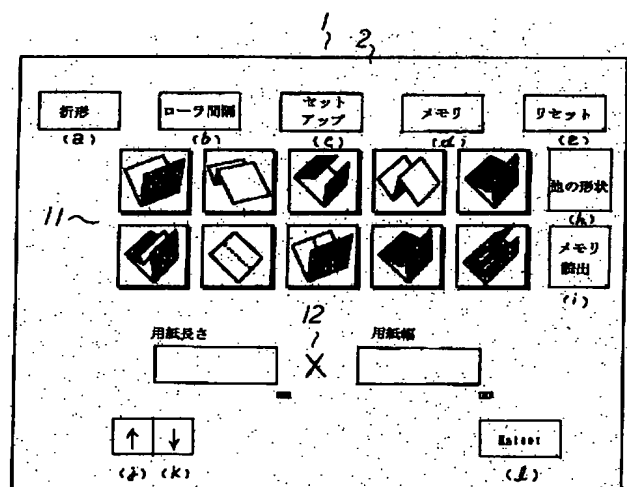 1
2
折形 ローラ間隔 セット アップ メモリ リセット
(a) (b) (c) (d) (e)
11
他の形状
(h)
メモリ
(i)
12
用紙長さ × 用紙幅
mm mm
↑ ↓
(j) (k) (l)